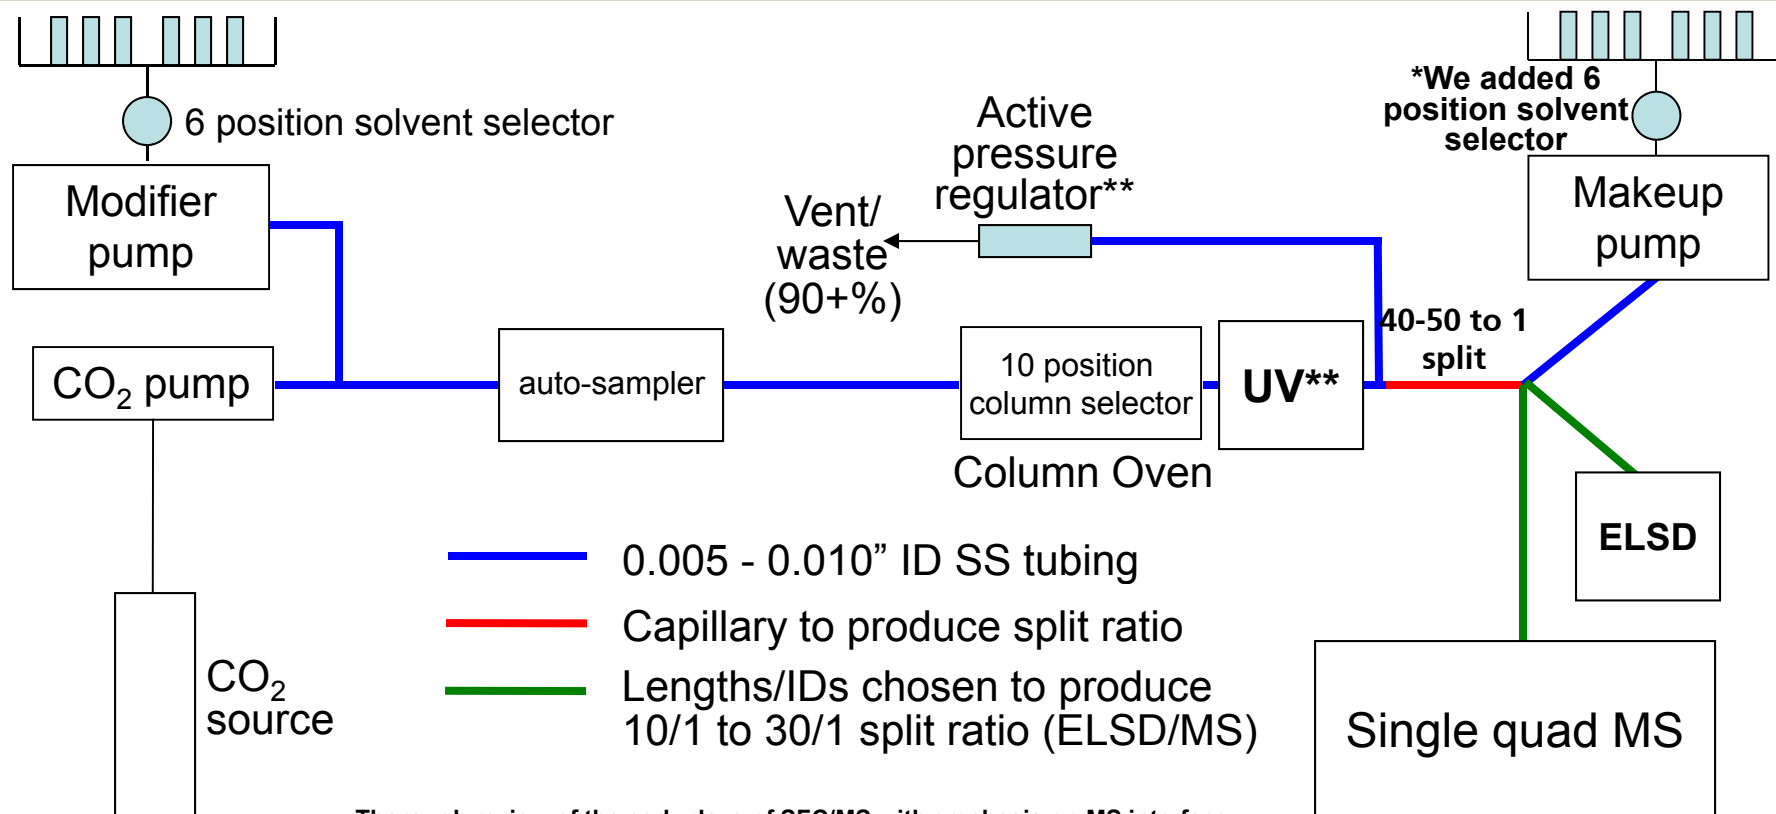 6 position solvent selector
Modifier
pump
CO₂ pump
CO₂
source
auto-sampler
Vent/
waste
(90+%)
Active
pressure
regulator**
10 position
column selector
Column Oven
UV**
40-50 to 1
split
*We added 6
position solvent
selector
Makeup
pump
ELSD
Single quad MS
0.005 - 0.010” ID SS tubing
Capillary to produce split ratio
Lengths/IDs chosen to produce
10/1 to 30/1 split ratio (ELSD/MS)